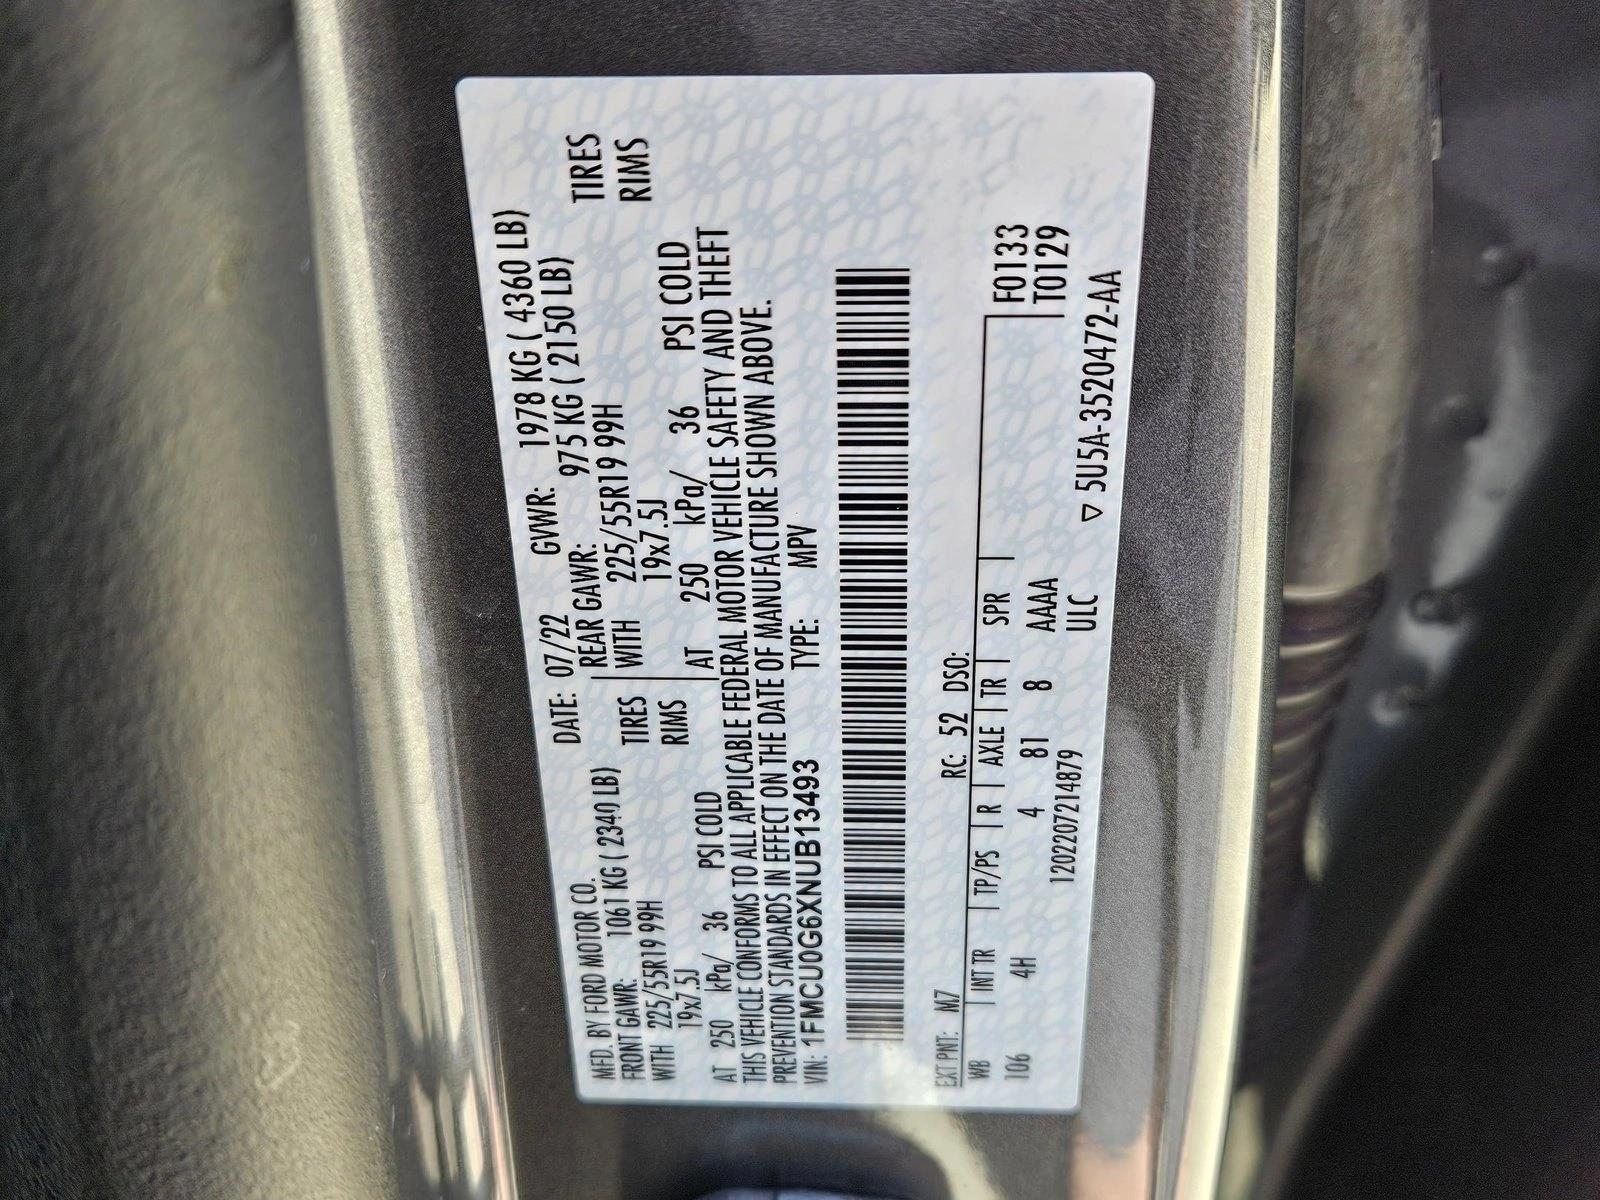 MFD. BY FORD MOTOR CO.
DATE: 07/22 GVWR: 1978 KG ( 4360 LB)
FRONT GAWR: 1061 KG ( 2340 LB)
REAR GAWR: 975 KG ( 2150 LB)
WITH 225/55R19 99H TIRES
WITH 225/55R19 99H TIRES
19x7.5J RIMS
19x7.5J RIMS
AT 250 kPa/ 36 PSI COLD
AT 250 kPa/ 36 PSI COLD
THIS VEHICLE CONFORMS TO ALL APPLICABLE FEDERAL MOTOR VEHICLE SAFETY AND THEFT
PREVENTION STANDARDS IN EFFECT ON THE DATE OF MANUFACTURE SHOWN ABOVE.
VIN: 1FMCU0G6XNUB13493 TYPE: MPV
EXT PNT: M7 RC: 52 DSO:
WB INT TR TP/PS R AXLE TR SPR F0133
106 4H 4 81 8 AAAA T0129
1202207214879 ULC
▽ 5U5A-3520472-AA